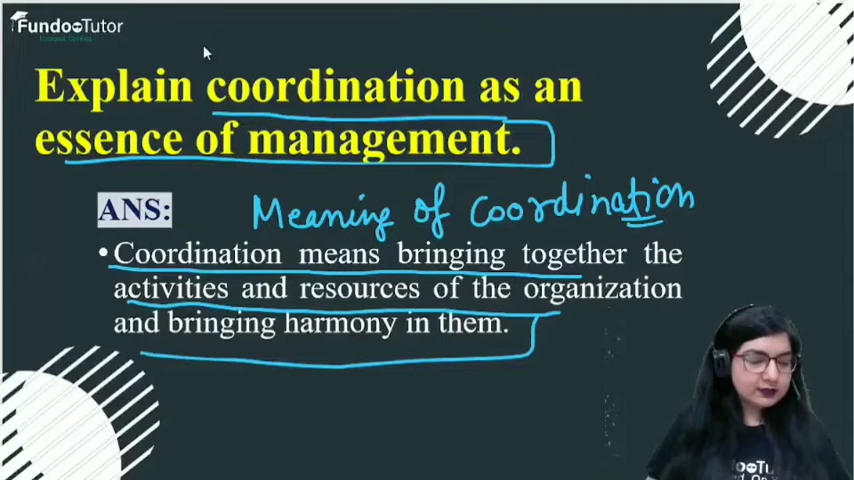 FundooTutor
Explain coordination as an
essence of management.
ANS:
Meaning of Coordination
• Coordination means bringing together the
activities and resources of the organization
and bringing harmony in them.